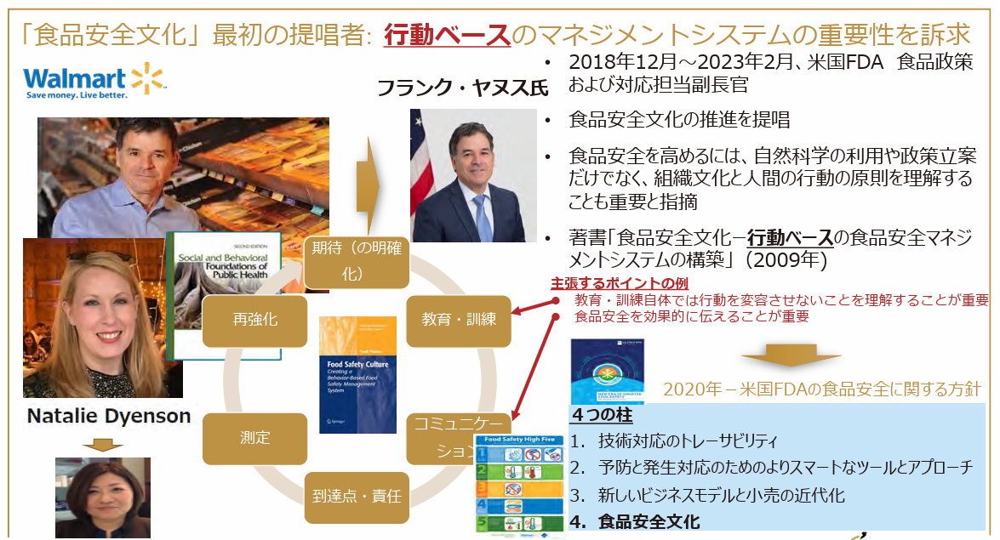 「食品安全文化」最初の提唱者: 行動ベースのマネジメントシステムの重要性を訴求
Walmart
Save money. Live better.
フランク・ヤヌス氏
• 2018年12月～2023年2月、米国FDA　食品政策
および対応担当副長官
• 食品安全文化の推進を提唱
• 食品安全を高めるには、自然科学の利用や政策立案
だけでなく、組織文化と人間の行動の原則を理解する
ことも重要と指摘
• 著書「食品安全文化－行動ベースの食品安全マネジ
メントシステムの構築」（2009年）
主張するポイントの例
教育・訓練自体では行動を変容させないことを理解することが重要
食品安全を効果的に伝えることが重要
SECOND EDITION
Social and Behavioral
Foundations of
Public Health
期待（の明確
化）
教育・訓練
コミュニケー
ション
到達点・責任
測定
再強化
Food Safety Culture
Creating a
Behavior-Based Food
Safety Management
System
Springer
Natalie Dyenson
Food Safety High Five
1
2
3
4
5
Walmart
2020年－米国FDAの食品安全に関する方針
４つの柱
1. 技術対応のトレーサビリティ
2. 予防と発生対応のためのよりスマートなツールとアプローチ
3. 新しいビジネスモデルと小売の近代化
4. 食品安全文化